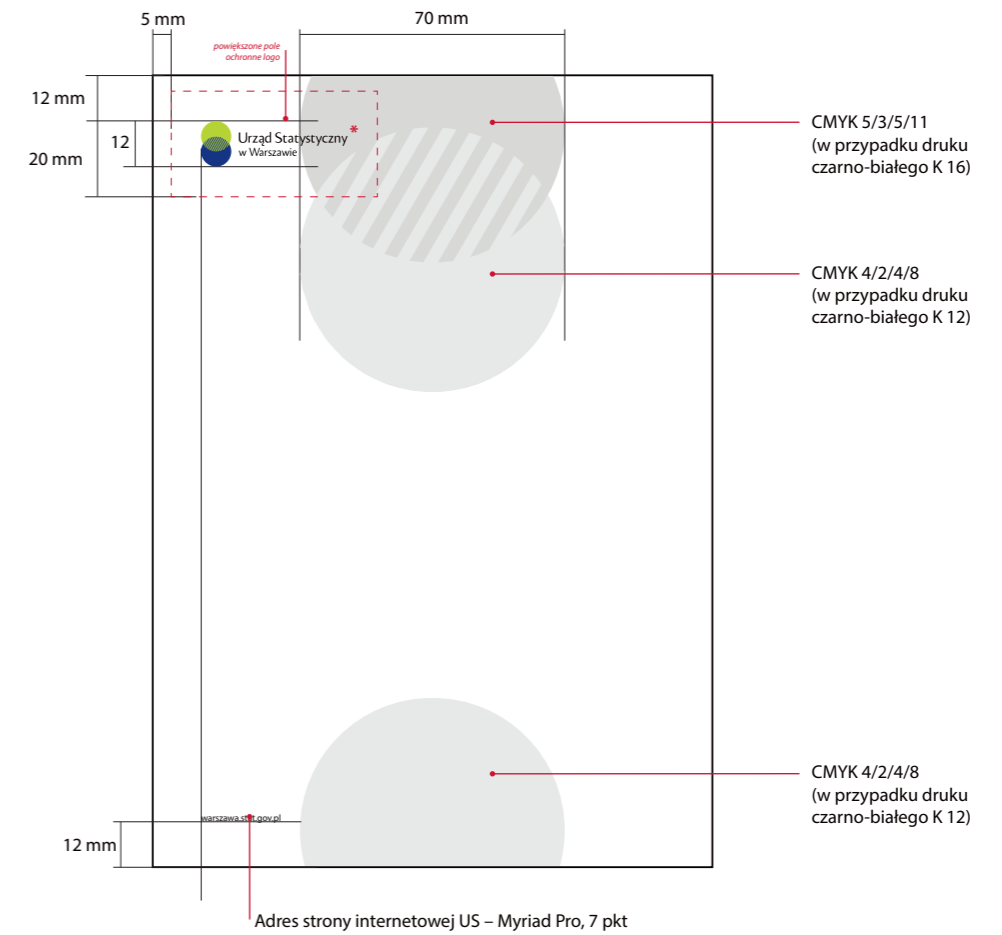 5 mm
70 mm
powiększone pole
ochronne logo
12 mm
12
20 mm
Urząd Statystyczny
w Warszawie
*
CMYK 5/3/5/11
(w przypadku druku
czarno-białego K 16)
CMYK 4/2/4/8
(w przypadku druku
czarno-białego K 12)
CMYK 4/2/4/8
(w przypadku druku
czarno-białego K 12)
warszawa.stat.gov.pl
12 mm
Adres strony internetowej US – Myriad Pro, 7 pkt